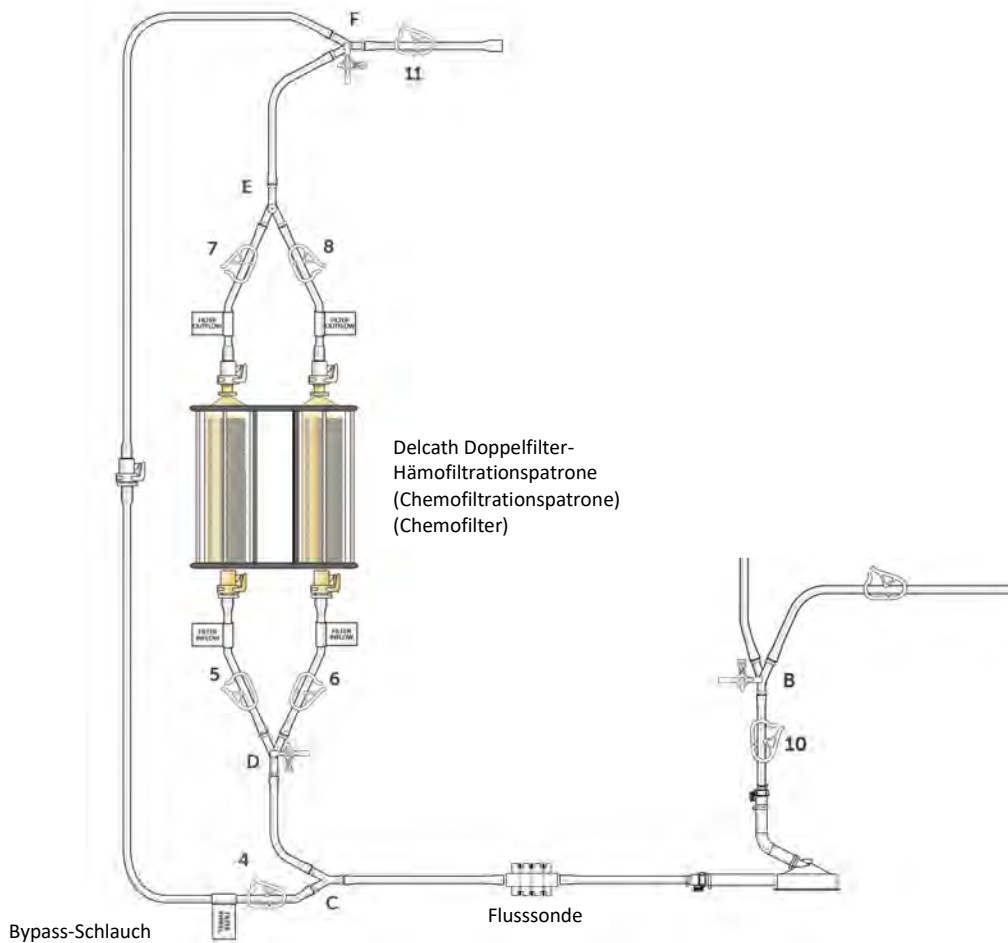 F
11
E
7
8
FILTER
OUTFLOW
FILTER
OUTFLOW
Delcath Doppelfilter-
Hämofiltrationspatrone
(Chemofiltrationspatrone)
(Chemofilter)
FILTER
INFLOW
FILTER
INFLOW
5
6
B
10
D
4
C
Flusssonde
Bypass-Schlauch